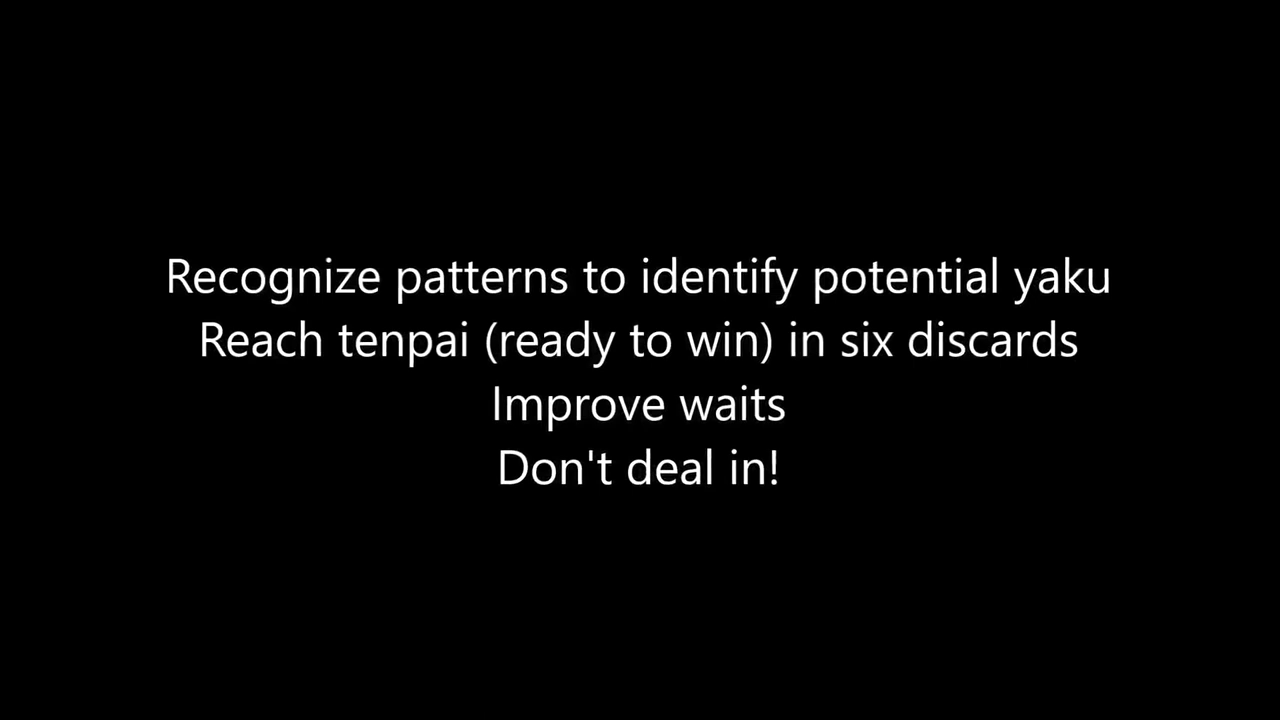 Recognize patterns to identify potential yaku
Reach tenpai (ready to win) in six discards
Improve waits
Don't deal in!